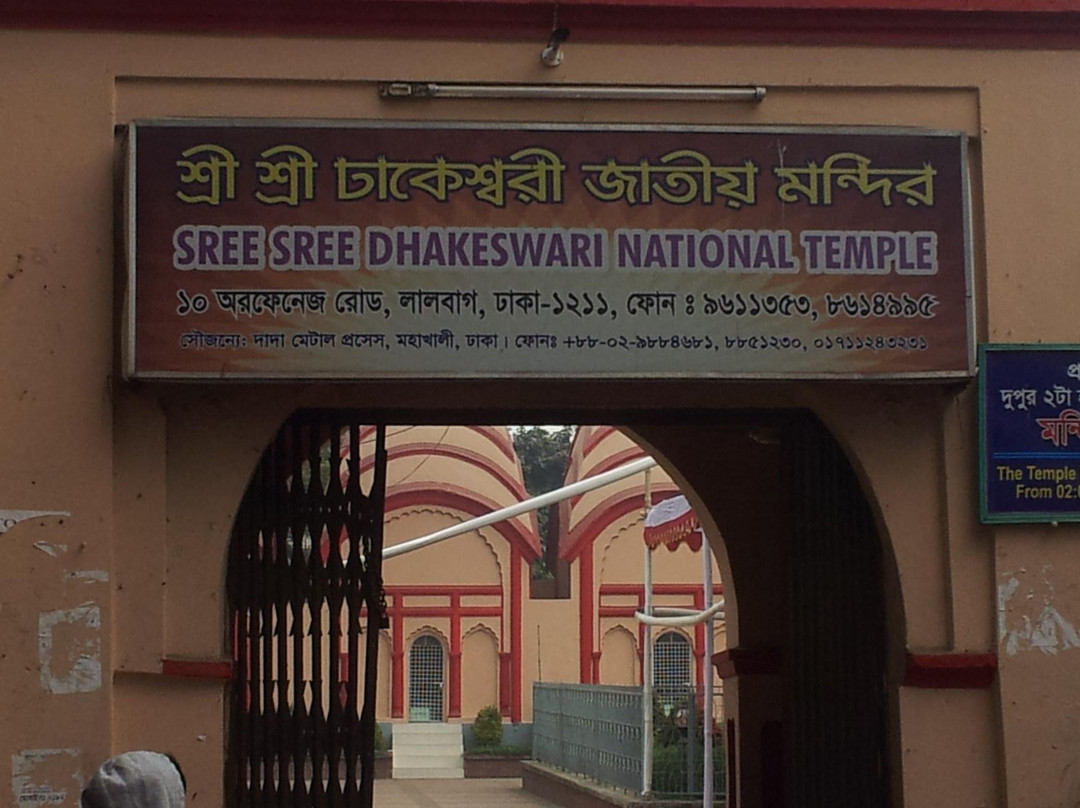 শ্রী শ্রী ঢাকেশ্বরী জাতীয় মন্দির
SREE SREE DHAKESWARI NATIONAL TEMPLE
১০ অরফেনেজ রোড, লালবাগ, ঢাকা-১২১১, ফোন ঃ ৯৬১১৩৫৩, ৮৬১৪৯৯৫
সৌজন্যে: দাদা মেটাল প্রসেস, মহাখালী, ঢাকা। ফোনঃ +৮৮-০২-৯৮৮৪৬৮১, ৮৮৫১২৩০, ০১৭১১২৪৩২৩১
দুপুর ২টা
The Temple
From 02: